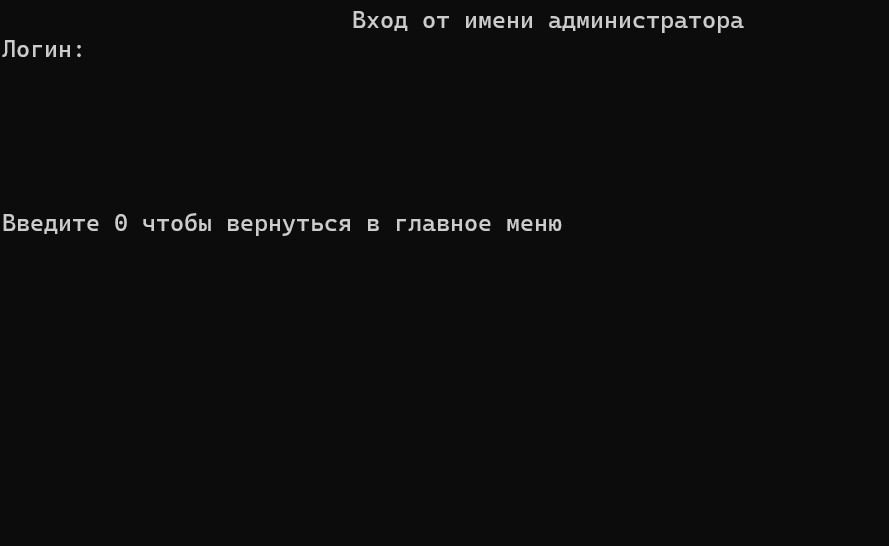 Вход от имени администратора
Логин:
Введите 0 чтобы вернуться в главное меню